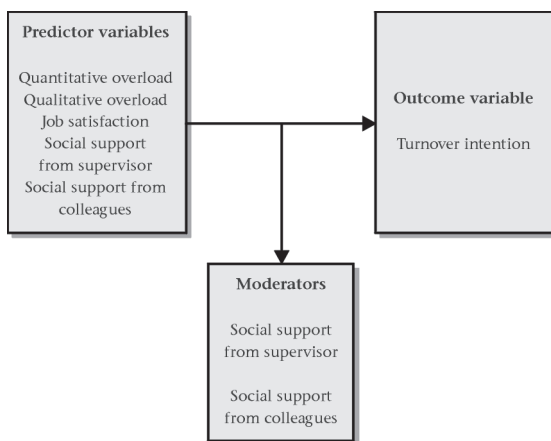 Predictor variables
Quantitative overload
Qualitative overload
Job satisfaction
Social support
from supervisor
Social support from
colleagues
Outcome variable
Turnover intention
Moderators
Social support
from supervisor
Social support
from colleagues